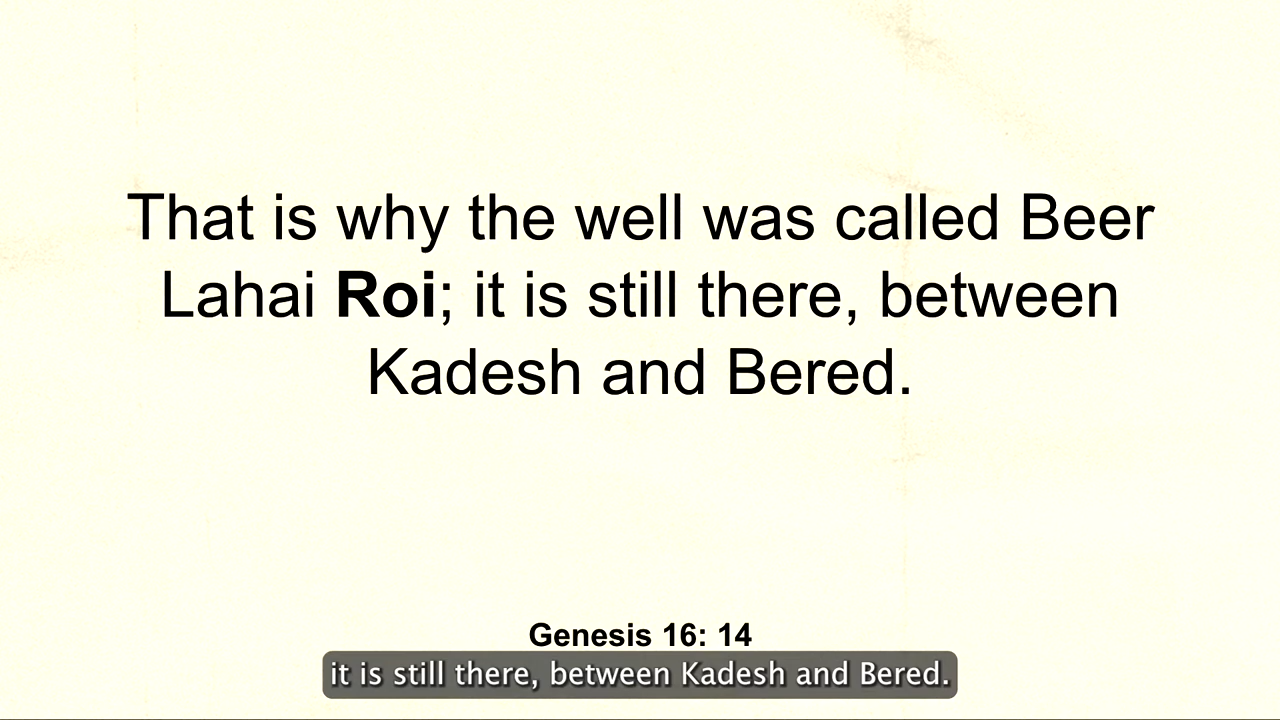 That is why the well was called Beer
Lahai Roi; it is still there, between
Kadesh and Bered.
Genesis 16: 14
it is still there, between Kadesh and Bered.